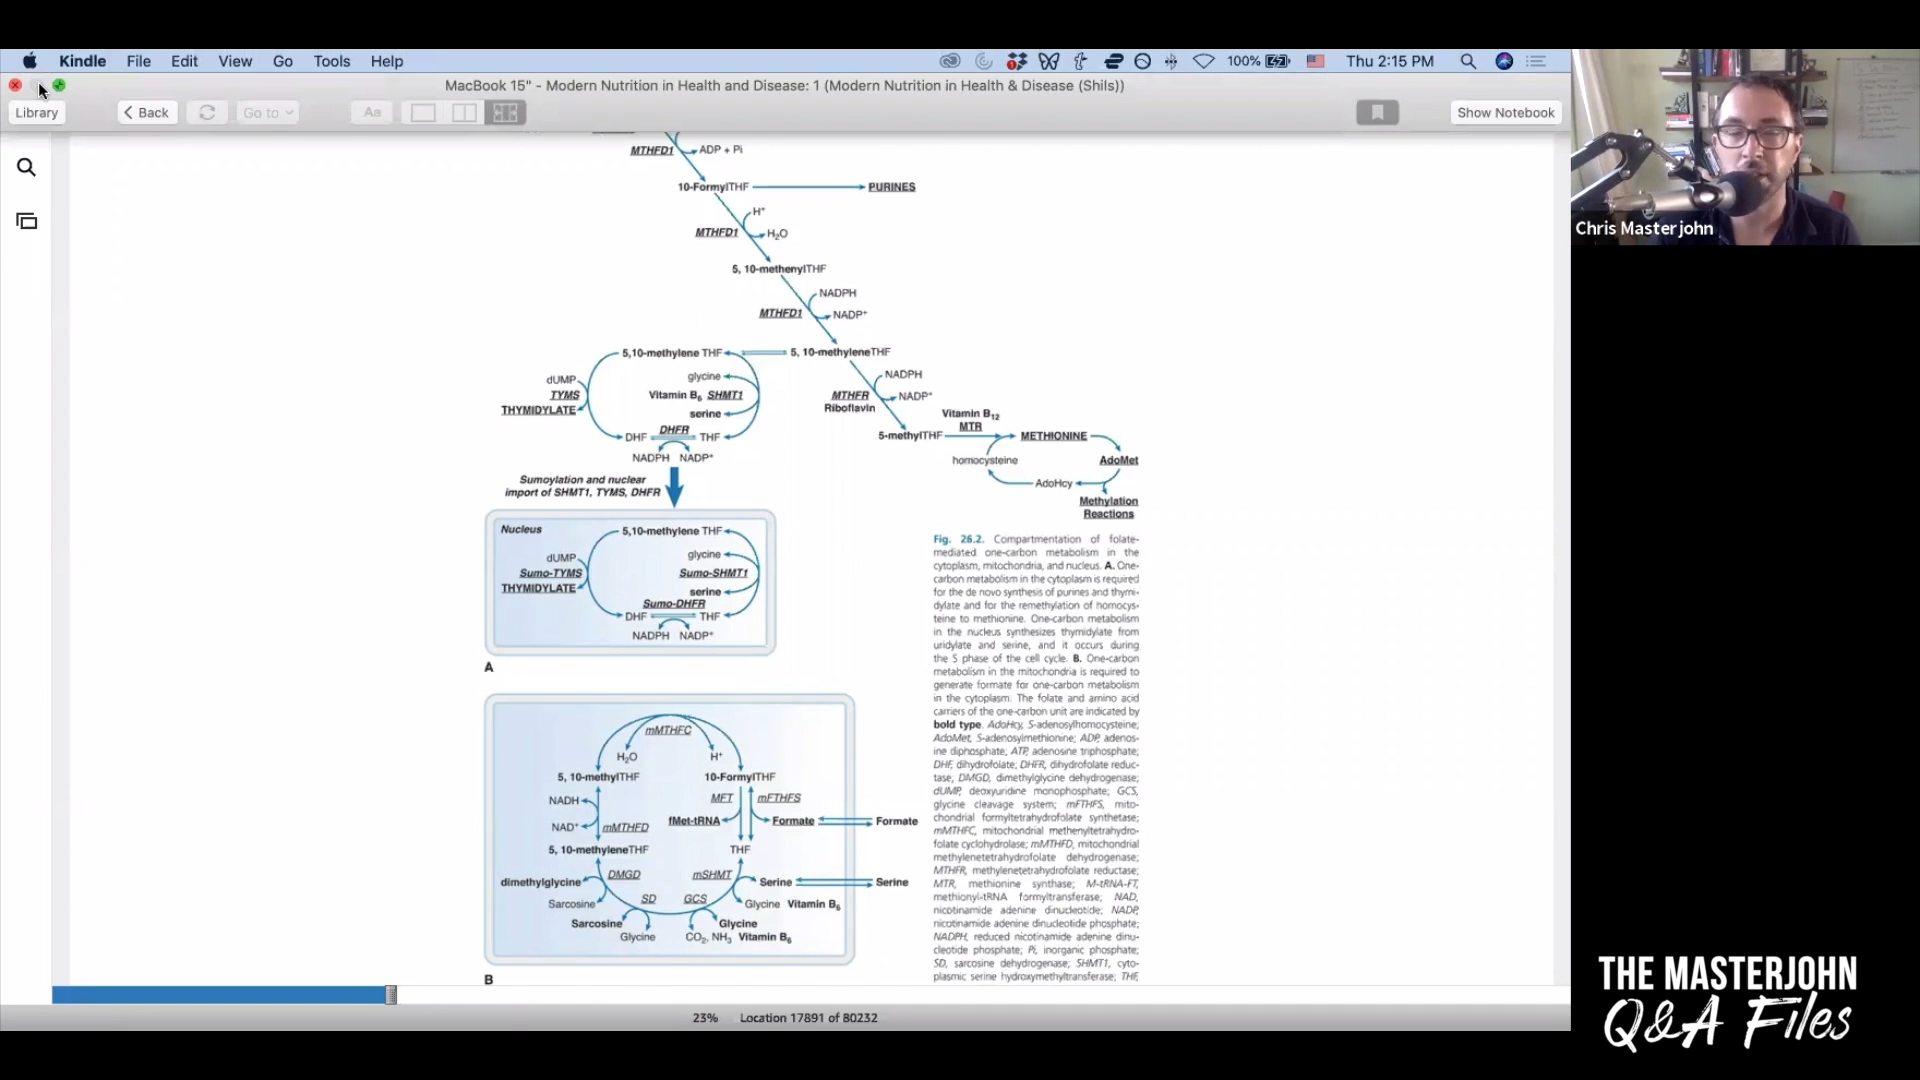 Kindle File Edit View Go Tools Help 100% Thu 2:15 PM
MacBook 15" - Modern Nutrition in Health and Disease: 1 (Modern Nutrition in Health & Disease (Shils))
Library Back Go to Aa Show Notebook
Chris Masterjohn
MTHFD1 ADP + Pi
10-FormylTHF PURINES
H+
MTHFD1 H2O
5, 10-methenylTHF
NADPH
MTHFD1 NADP+
5,10-methylene THF 5, 10-methyleneTHF
glycine NADPH
dUMP
TYMS Vitamin B6 SHMT1 MTHFR NADP+
THYMIDYLATE serine Riboflavin Vitamin B12
MTR
DHFR
DHF THF 5-methylTHF METHIONINE
NADPH NADP+ homocysteine AdoMet
Sumoylation and nuclear
import of SHMT1, TYMS, DHFR
AdoHcy
Methylation
Reactions
Nucleus 5,10-methylene THF
dUMP glycine
Sumo-TYMS Sumo-SHMT1
THYMIDYLATE serine
Sumo-DHFR
DHF THF
NADPH NADP+
A
mMTHFC
H2O H+
5, 10-methylTHF 10-FormylTHF
NADH MFT mFTHFS
NAD+ mMTHFD fMet-tRNA Formate Formate
5, 10-methyleneTHF THF
dimethylglycine DMGD mSHMT Serine Serine
Sarcosine SD GCS Glycine Vitamin B6
Sarcosine Glycine
Glycine CO2, NH3 Vitamin B6
B
Fig. 26.2. Compartmentation of folate-
mediated one-carbon metabolism in the
cytoplasm, mitochondria, and nucleus. A. One-
carbon metabolism in the cytoplasm is required
for the de novo synthesis of purines and thymi-
dylate and for the remethylation of homocys-
teine to methionine. One-carbon metabolism
in the nucleus synthesizes thymidylate from
uridylate and serine, and it occurs during
the S phase of the cell cycle. B. One-carbon
metabolism in the mitochondria is required to
generate formate for one-carbon metabolism
in the cytoplasm. The folate and amino acid
carriers of the one-carbon unit are indicated by
bold type. AdoHcy, S-adenosylhomocysteine;
AdoMet, S-adenosylmethionine; ADP, adenos-
ine diphosphate; ATP, adenosine triphosphate;
DHF, dihydrofolate; DHFR, dihydrofolate reduc-
tase; DMGD, dimethylglycine dehydrogenase;
dUMP, deoxyuridine monophosphate; GCS,
glycine cleavage system; mFTHFS, mito-
chondrial formyltetrahydrofolate synthetase;
mMTHFC, mitochondrial methenyltetrahydro-
folate cyclohydrolase; mMTHFD, mitochondrial
methylenetetrahydrofolate dehydrogenase;
MTHFR, methylenetetrahydrofolate reductase;
MTR, methionine synthase; M-tRNA-FT,
methionyl-tRNA formyltransferase; NAD,
nicotinamide adenine dinucleotide; NADP,
nicotinamide adenine dinucleotide phosphate;
NADPH, reduced nicotinamide adenine dinu-
cleotide phosphate; Pi, inorganic phosphate;
SD, sarcosine dehydrogenase; SHMT1, cyto-
plasmic serine hydroxymethyltransferase; THF,
23% Location 17891 of 80232
THE MASTERJOHN
Q&A Files